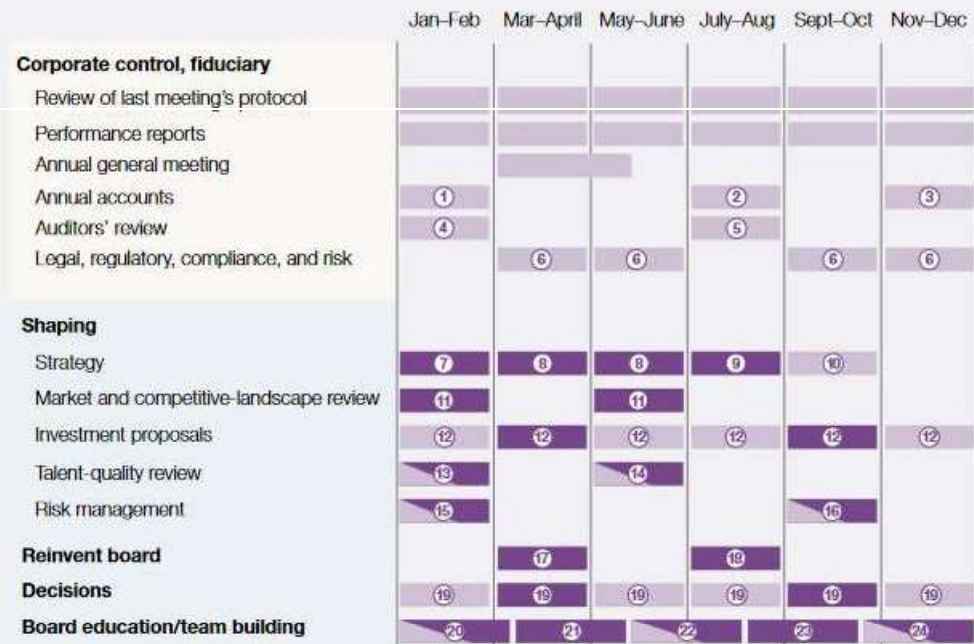 Jan–Feb Mar–April May–June July–Aug Sept–Oct Nov–Dec
Corporate control, fiduciary
Review of last meeting's protocol
Performance reports
Annual general meeting
Annual accounts 1 2 3
Auditors' review 4 5
Legal, regulatory, compliance, and risk 6 6 6 6
Shaping
Strategy 7 8 8 9 10
Market and competitive-landscape review 11 11
Investment proposals 12 12 12 12 12 12
Talent-quality review 13 14
Risk management 15 16
Reinvent board 17 18
Decisions 19 19 19 19 19 19
Board education/team building 20 21 22 23 24